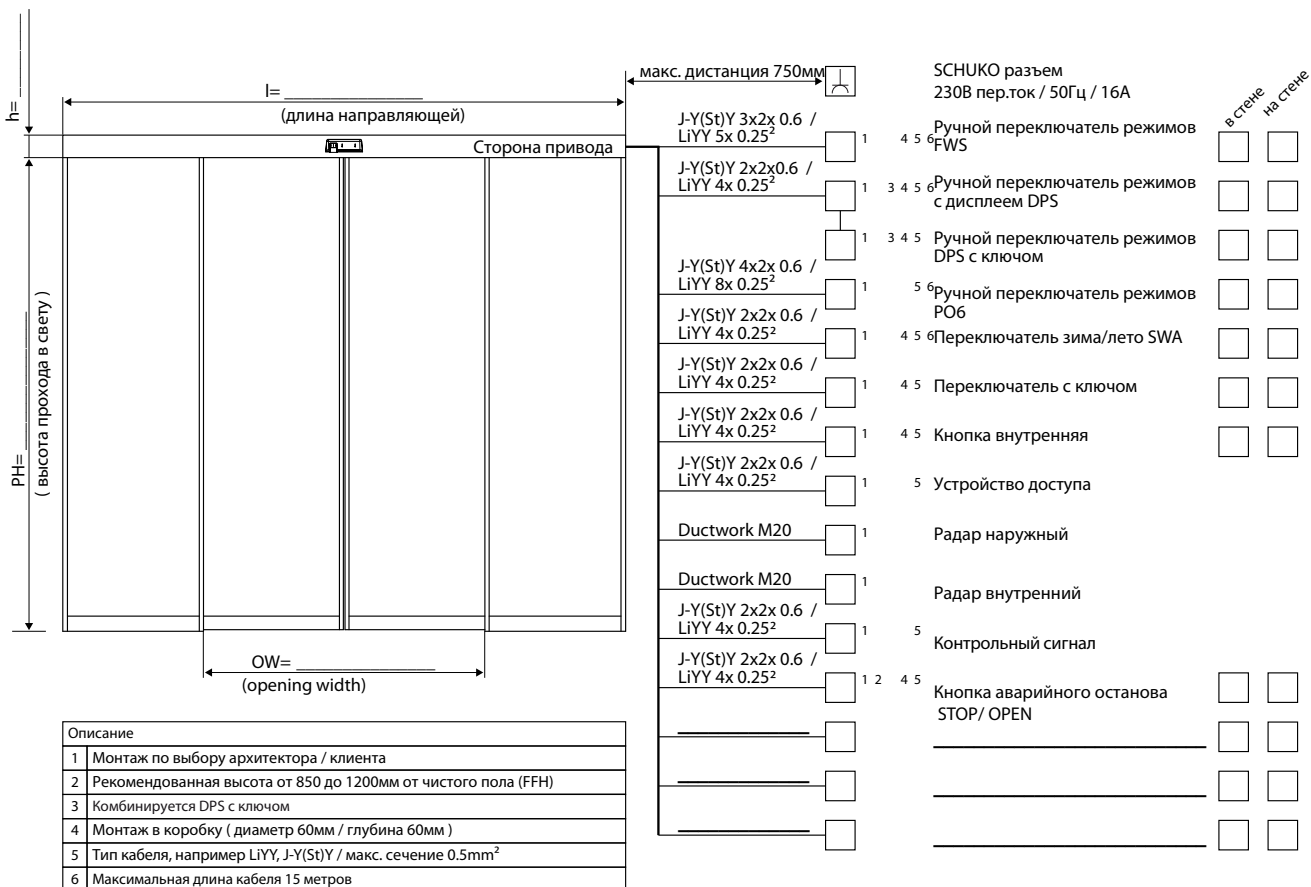 h= ________
l= ________________
(длина направляющей)
Сторона привода
PH= ________________
( высота прохода в свету )
OW= ________________
(opening width)
макс. дистанция 750мм
SCHUKO разъем
230В пер.ток / 50Гц / 16А
в стене
на стене
J-Y(St)Y 3x2x 0.6 /
LiYY 5x 0.25²
1 4 5 6
Ручной переключатель режимов
FWS
J-Y(St)Y 2x2x0.6 /
LiYY 4x 0.25²
1 3 4 5 6
Ручной переключатель режимов
с дисплеем DPS
1 3 4 5
Ручной переключатель режимов
DPS с ключом
J-Y(St)Y 4x2x 0.6 /
LiYY 8x 0.25²
1 5 6
Ручной переключатель режимов
PO6
J-Y(St)Y 2x2x 0.6 /
LiYY 4x 0.25²
1 4 5 6
Переключатель зима/лето SWA
J-Y(St)Y 2x2x 0.6 /
LiYY 4x 0.25²
1 4 5
Переключатель с ключом
J-Y(St)Y 2x2x 0.6 /
LiYY 4x 0.25²
1 4 5
Кнопка внутренняя
J-Y(St)Y 2x2x 0.6 /
LiYY 4x 0.25²
1 5
Устройство доступа
Ductwork M20
1
Радар наружный
Ductwork M20
1
Радар внутренний
J-Y(St)Y 2x2x 0.6 /
LiYY 4x 0.25²
1 5
Контрольный сигнал
J-Y(St)Y 2x2x 0.6 /
LiYY 4x 0.25²
1 2 4 5
Кнопка аварийного останова
STOP/ OPEN
Описание
1 Монтаж по выбору архитектора / клиента
2 Рекомендованная высота от 850 до 1200мм от чистого пола (FFH)
3 Комбинируется DPS с ключом
4 Монтаж в коробку ( диаметр 60мм / глубина 60мм )
5 Тип кабеля, например LiYY, J-Y(St)Y / макс. сечение 0.5mm²
6 Максимальная длина кабеля 15 метров